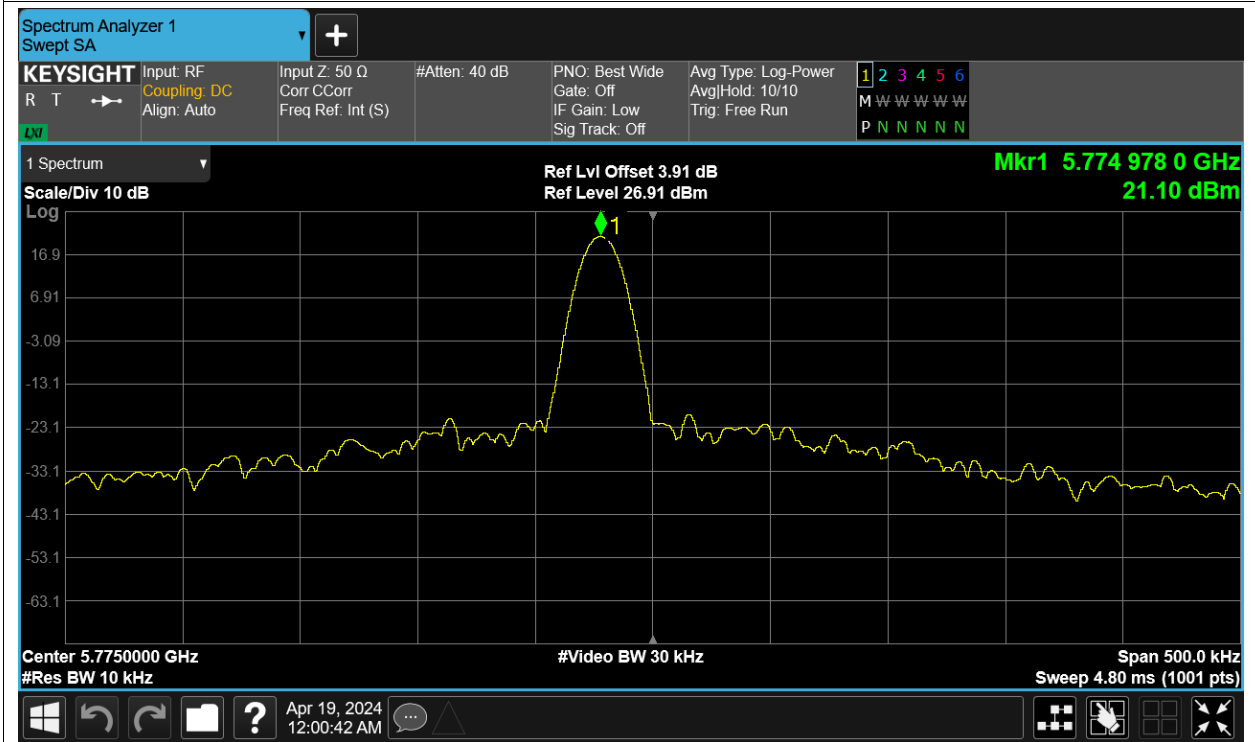 Spectrum Analyzer 1
Swept SA
KEYSIGHT
R T
LXI
Input: RF
Coupling: DC
Align: Auto
Input Z: 50 Ω
Corr CCorr
Freq Ref: Int (S)
#Atten: 40 dB
PNO: Best Wide
Gate: Off
IF Gain: Low
Sig Track: Off
Avg Type: Log-Power
Avg|Hold: 10/10
Trig: Free Run
1 2 3 4 5 6
M W W W W W
P N N N N N
1 Spectrum
Scale/Div 10 dB
Ref Lvl Offset 3.91 dB
Ref Level 26.91 dBm
Mkr1 5.774 978 0 GHz
21.10 dBm
Log
1
16.9
6.91
-3.09
-13.1
-23.1
-33.1
-43.1
-53.1
-63.1
Center 5.7750000 GHz
#Video BW 30 kHz
Span 500.0 kHz
#Res BW 10 kHz
Sweep 4.80 ms (1001 pts)
?
Apr 19, 2024
12:00:42 AM